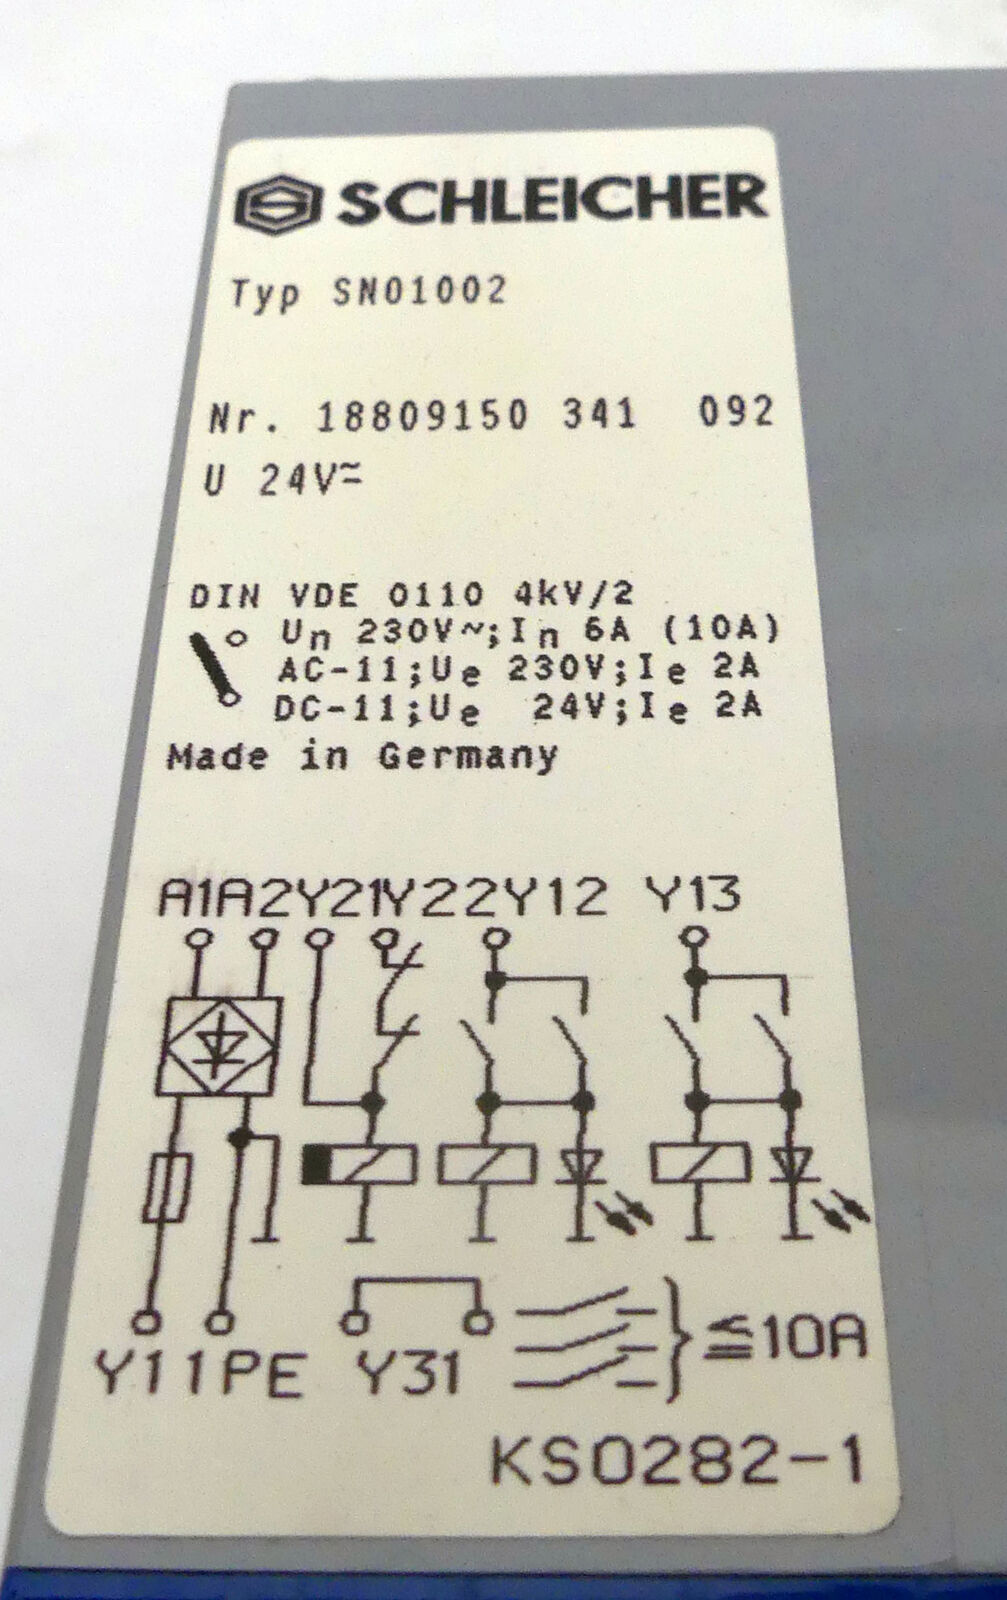 SCHLEICHER
Typ SN01002
Nr. 18809150 341 092
U 24V≂
DIN VDE 0110 4kV/2
Un 230V~;In 6A (10A)
AC-11;Ue 230V;Ie 2A
DC-11;Ue 24V;Ie 2A
Made in Germany
A1A2Y21Y22Y12 Y13
Y11PE Y31 ≦10A
KS0282-1